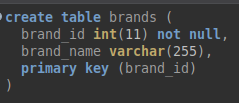 create table brands (
brand_id int(11) not null,
brand_name varchar(255),
primary key (brand_id)
)